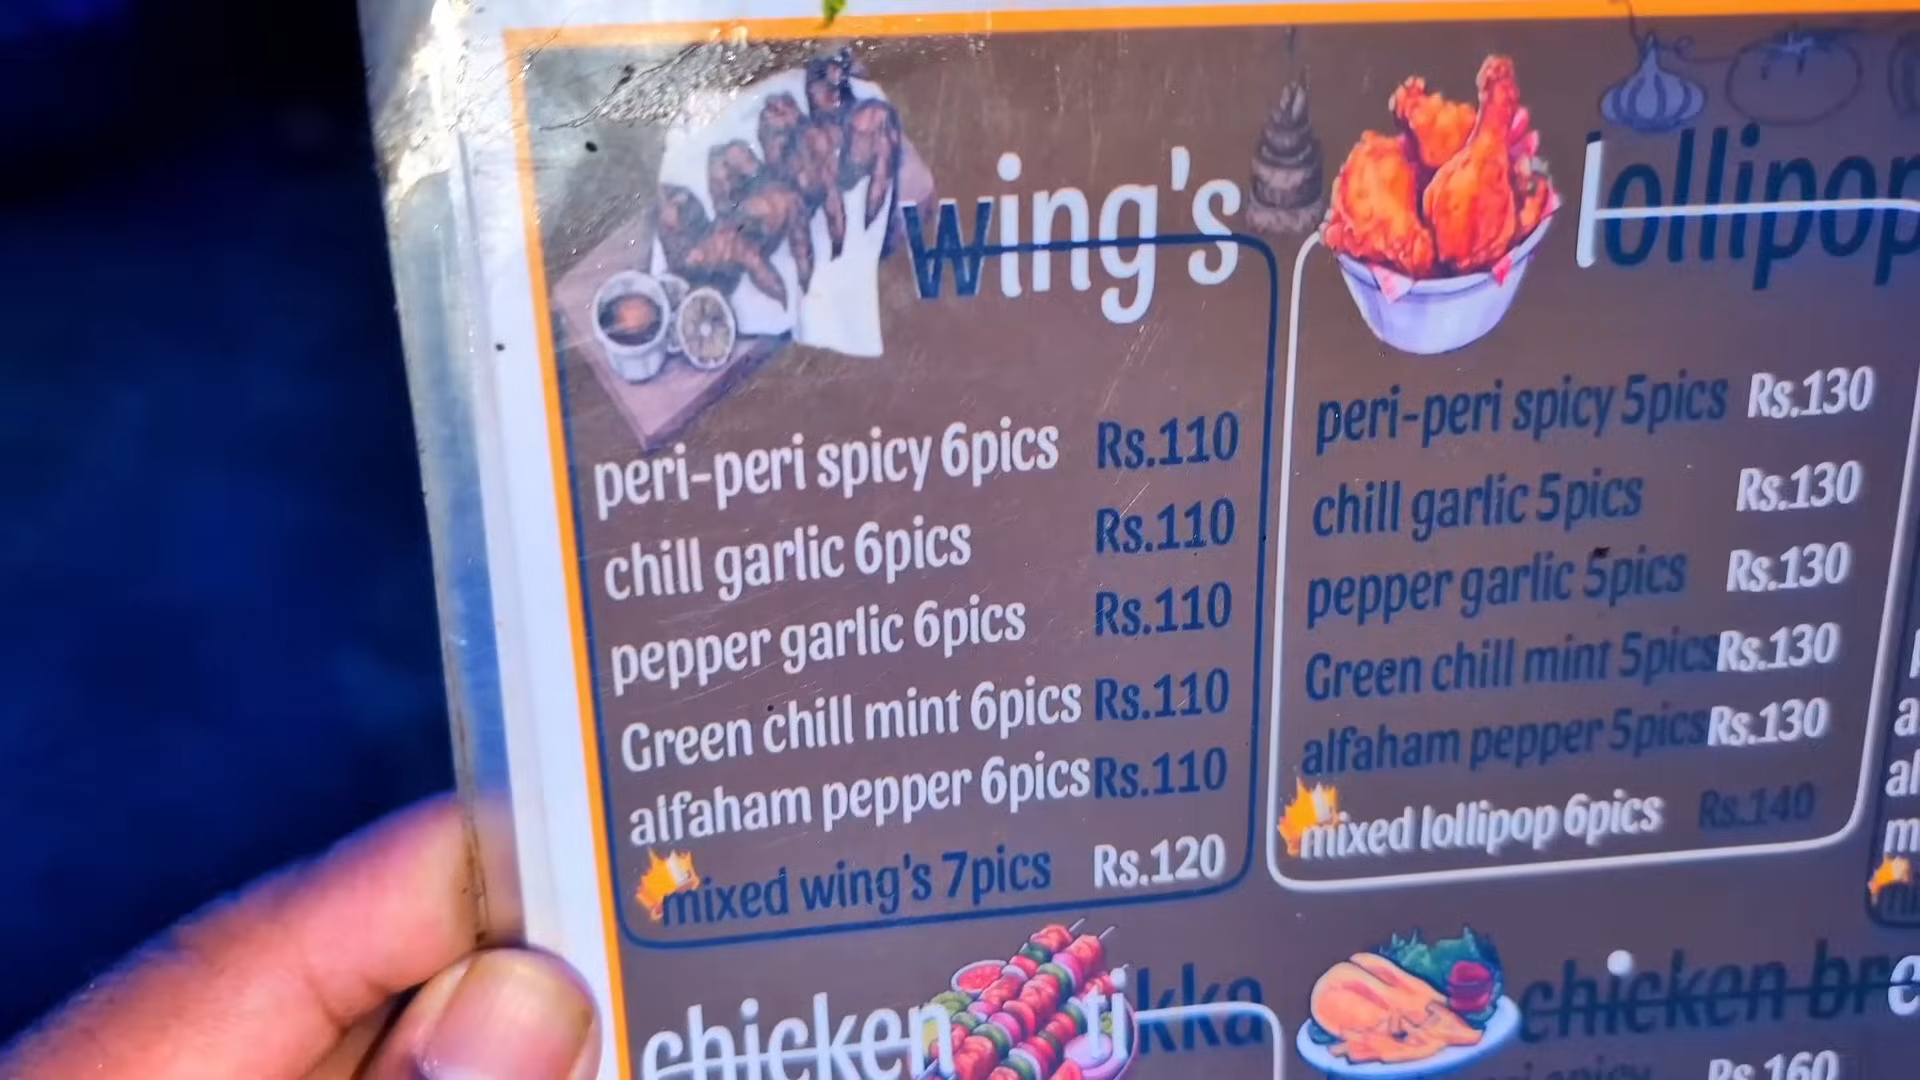 wing's
peri-peri spicy 6pics Rs.110
chill garlic 6pics Rs.110
pepper garlic 6pics Rs.110
Green chill mint 6pics Rs.110
alfaham pepper 6pics Rs.110
mixed wing's 7pics Rs.120
lollipop
peri-peri spicy 5pics Rs.130
chill garlic 5pics Rs.130
pepper garlic 5pics Rs.130
Green chill mint 5pics Rs.130
alfaham pepper 5pics Rs.130
mixed lollipop 6pics Rs.140
chicken tikka
chicken
spicy Rs.160